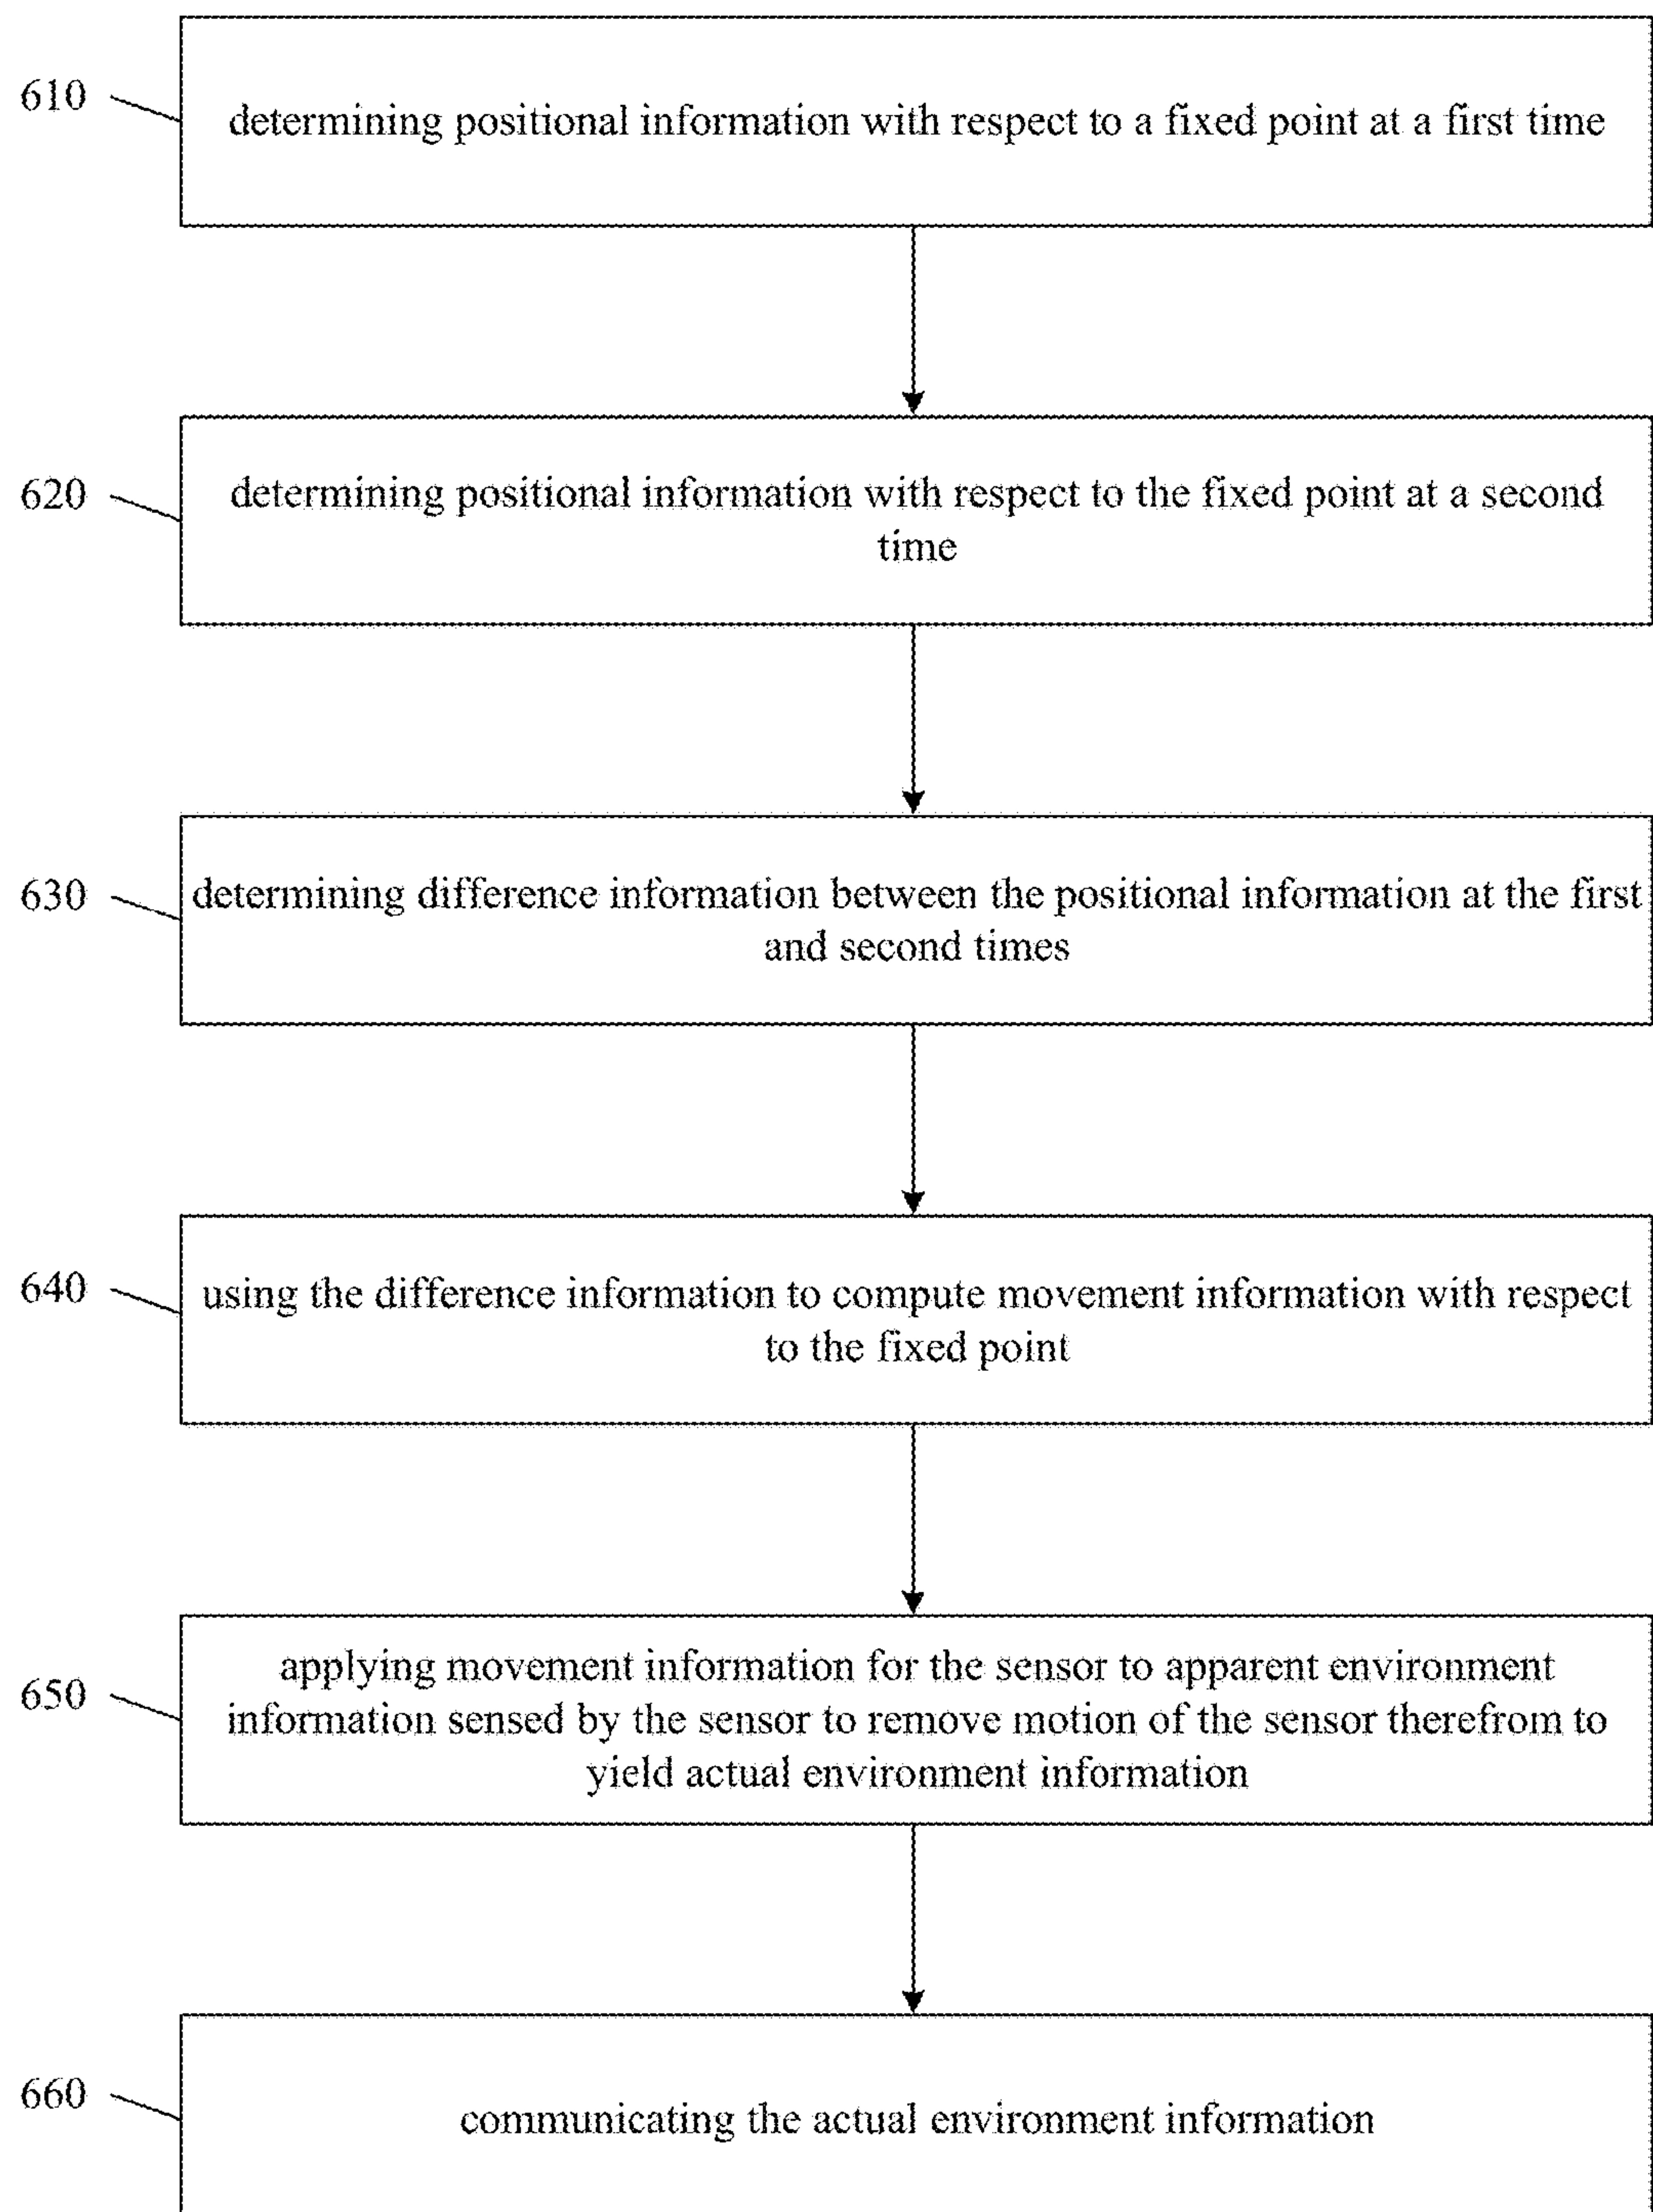 610
determining positional information with respect to a fixed point at a first time
620
determining positional information with respect to the fixed point at a second
time
630
determining difference information between the positional information at the first
and second times
640
using the difference information to compute movement information with respect
to the fixed point
650
applying movement information for the sensor to apparent environment
information sensed by the sensor to remove motion of the sensor therefrom to
yield actual environment information
660
communicating the actual environment information